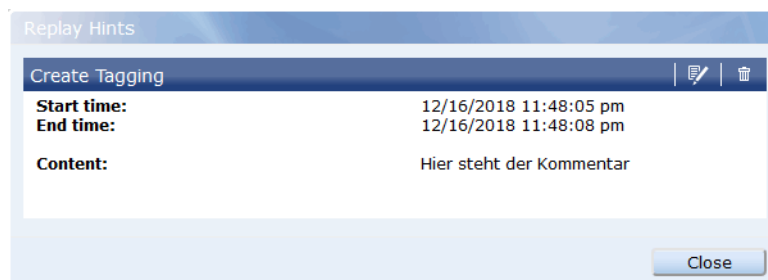 Replay Hints
Create Tagging
Start time: 12/16/2018 11:48:05 pm
End time: 12/16/2018 11:48:08 pm
Content: Hier steht der Kommentar
Close